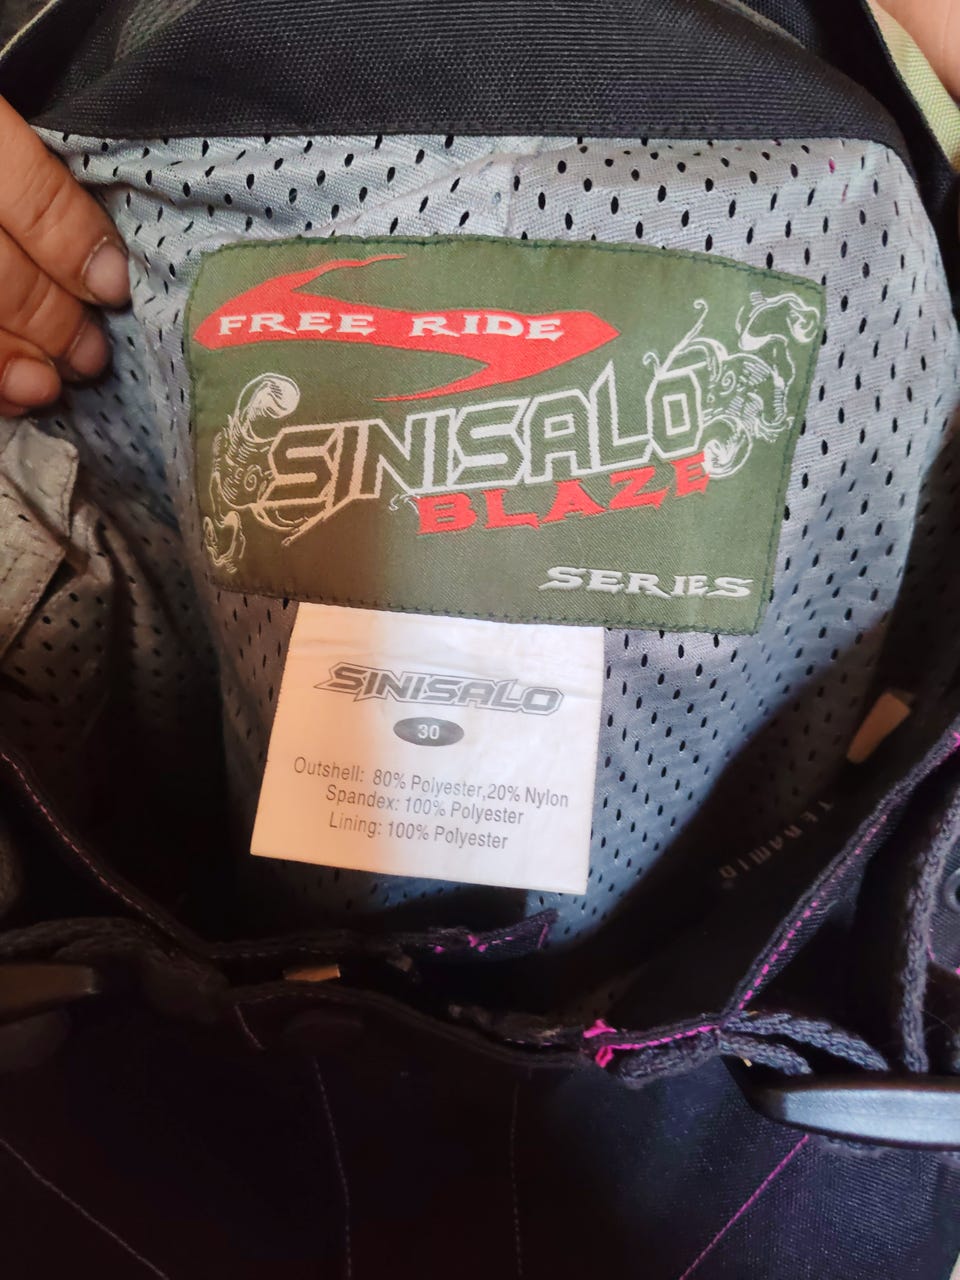 FREE RIDE
SINISALO
BLAZE
SERIES
SINISALO
30
Outshell: 80% Polyester,20% Nylon
Spandex: 100% Polyester
Lining: 100% Polyester